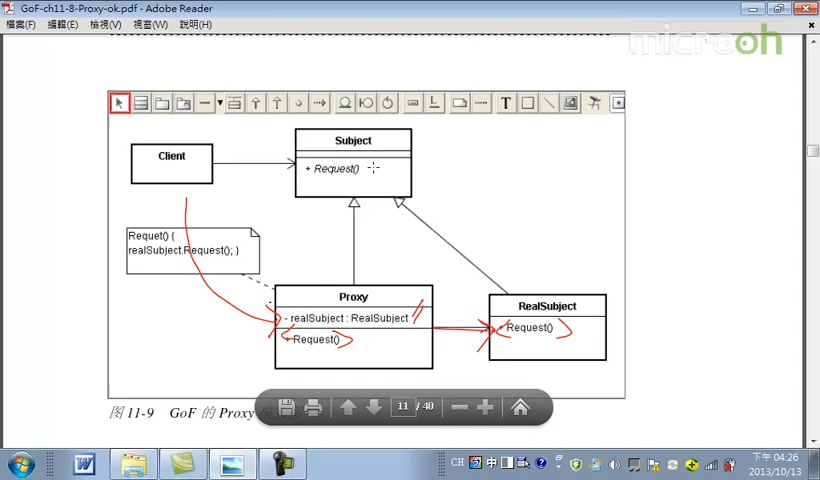 GoF-ch11-8-Proxy-ok.pdf - Adobe Reader
檔案(F) 編輯(E) 檢視(V) 視窗(W) 說明(H)
microoh
T
Client
Subject
+ Request()
Requet() {
realSubject.Request(); }
Proxy
- realSubject : RealSubject
+ Request()
RealSubject
+ Request()
11 / 40
图 11-9 GoF 的 Proxy
CH 中
下午 04:26
2013/10/13